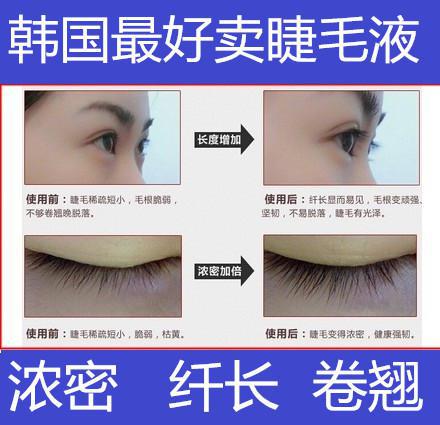 韩国最好卖睫毛液
长度增加
使用前：睫毛稀疏短小，毛根脆弱，
不够卷翘晚脱落。
使用后：纤长显而易见，毛根变顽强、
坚韧，不易脱落，睫毛有光泽。
浓密加倍
使用前：睫毛稀疏短小，脆弱，枯黄。
使用后：睫毛变得浓密，健康强韧。
浓密 纤长 卷翘